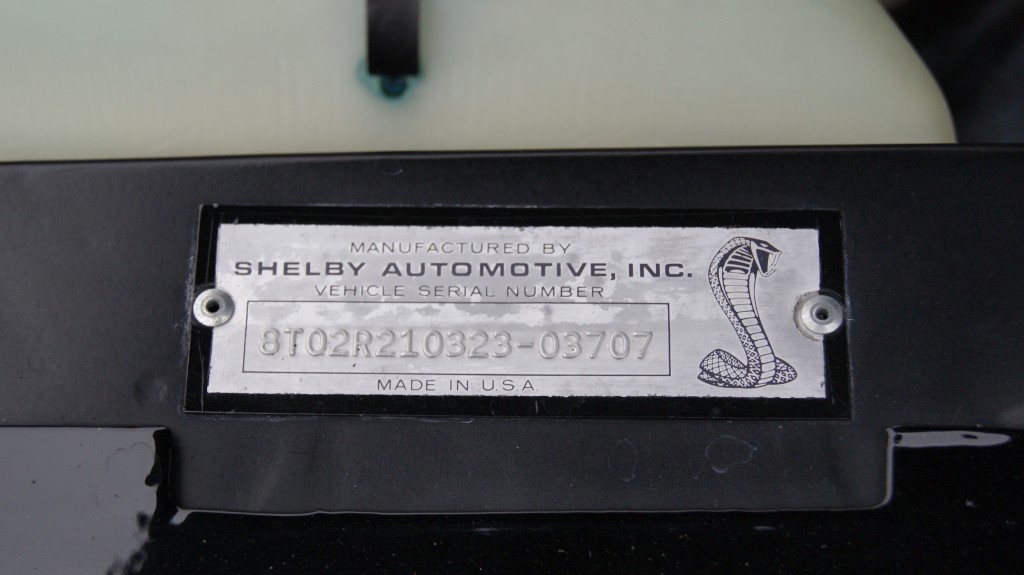 MANUFACTURED BY
SHELBY AUTOMOTIVE, INC.
VEHICLE SERIAL NUMBER
8T02R210323-03707
MADE IN U.S.A.